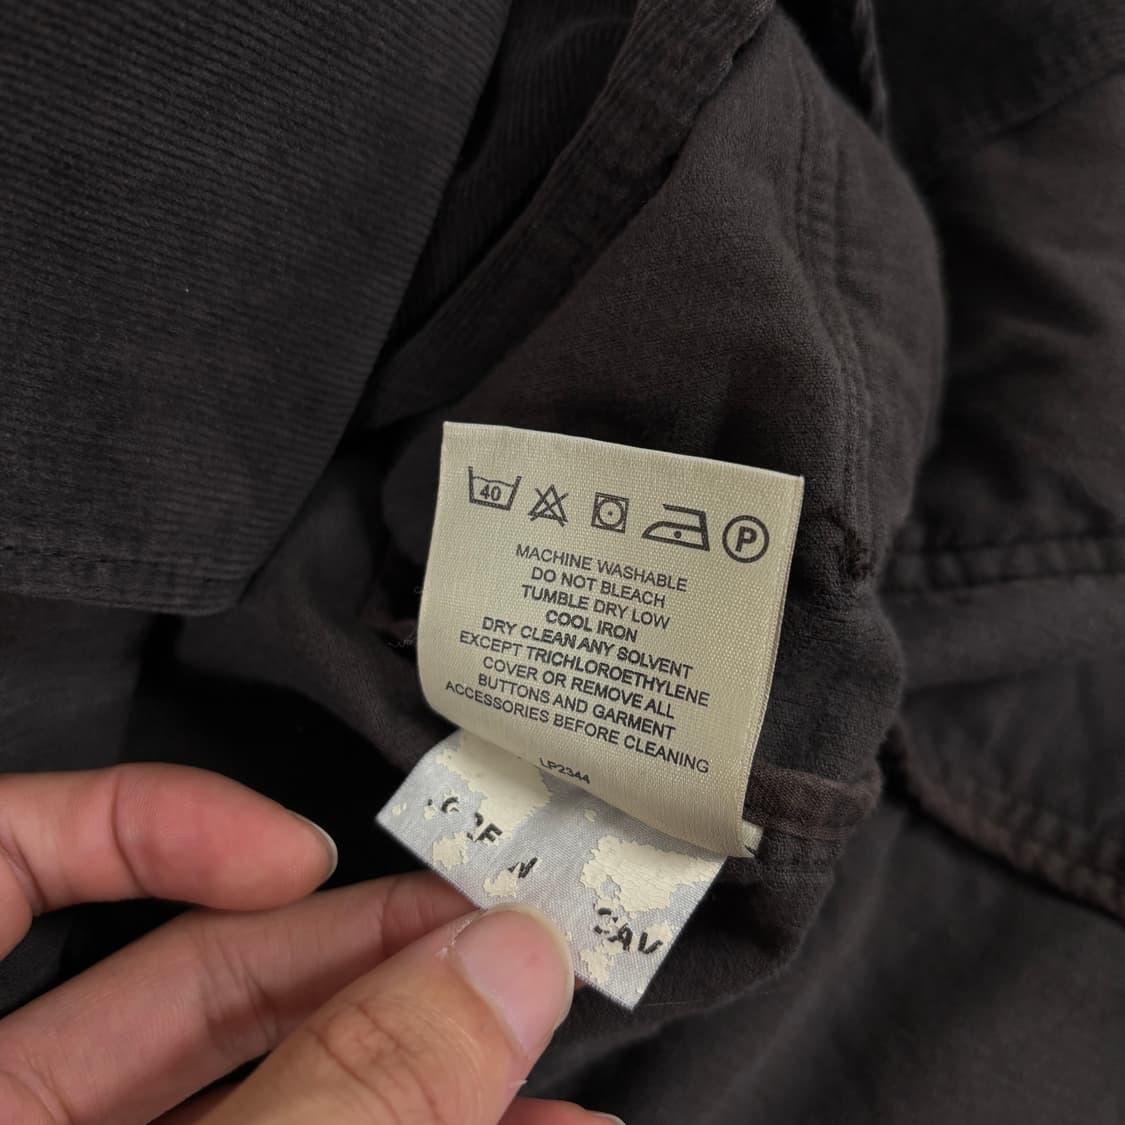 40
P
MACHINE WASHABLE
DO NOT BLEACH
TUMBLE DRY LOW
COOL IRON
DRY CLEAN ANY SOLVENT
EXCEPT TRICHLOROETHYLENE
COVER OR REMOVE ALL
BUTTONS AND GARMENT
ACCESSORIES BEFORE CLEANING
LP2344